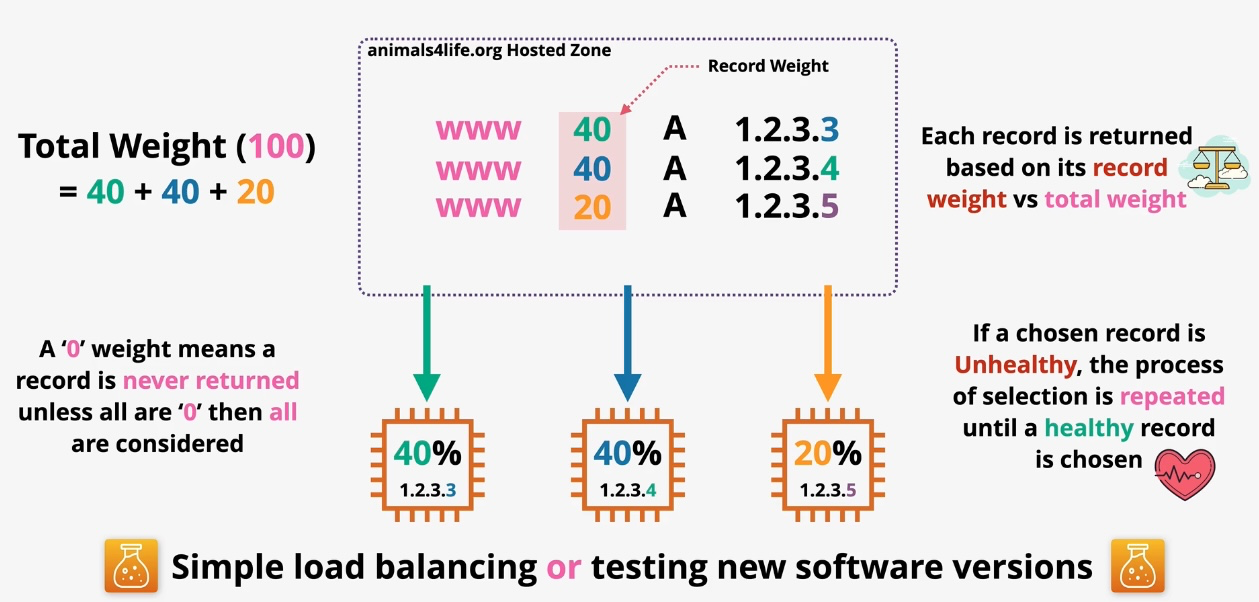 animals4life.org Hosted Zone
Record Weight
www 40 A 1.2.3.3
www 40 A 1.2.3.4
www 20 A 1.2.3.5
Total Weight (100)
= 40 + 40 + 20
Each record is returned
based on its record
weight vs total weight
A ‘0’ weight means a
record is never returned
unless all are ‘0’ then all
are considered
If a chosen record is
Unhealthy, the process
of selection is repeated
until a healthy record
is chosen
40%
1.2.3.3
40%
1.2.3.4
20%
1.2.3.5
Simple load balancing or testing new software versions